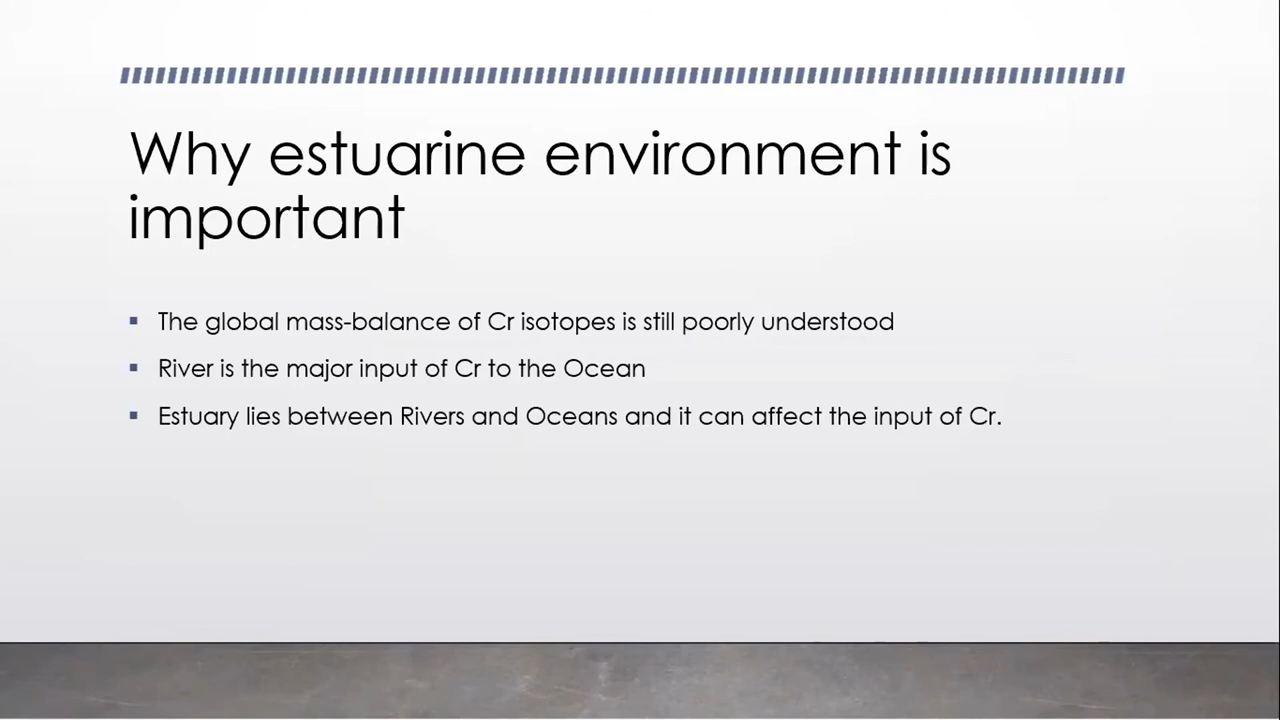 Why estuarine environment is
important
The global mass-balance of Cr isotopes is still poorly understood
River is the major input of Cr to the Ocean
Estuary lies between Rivers and Oceans and it can affect the input of Cr.